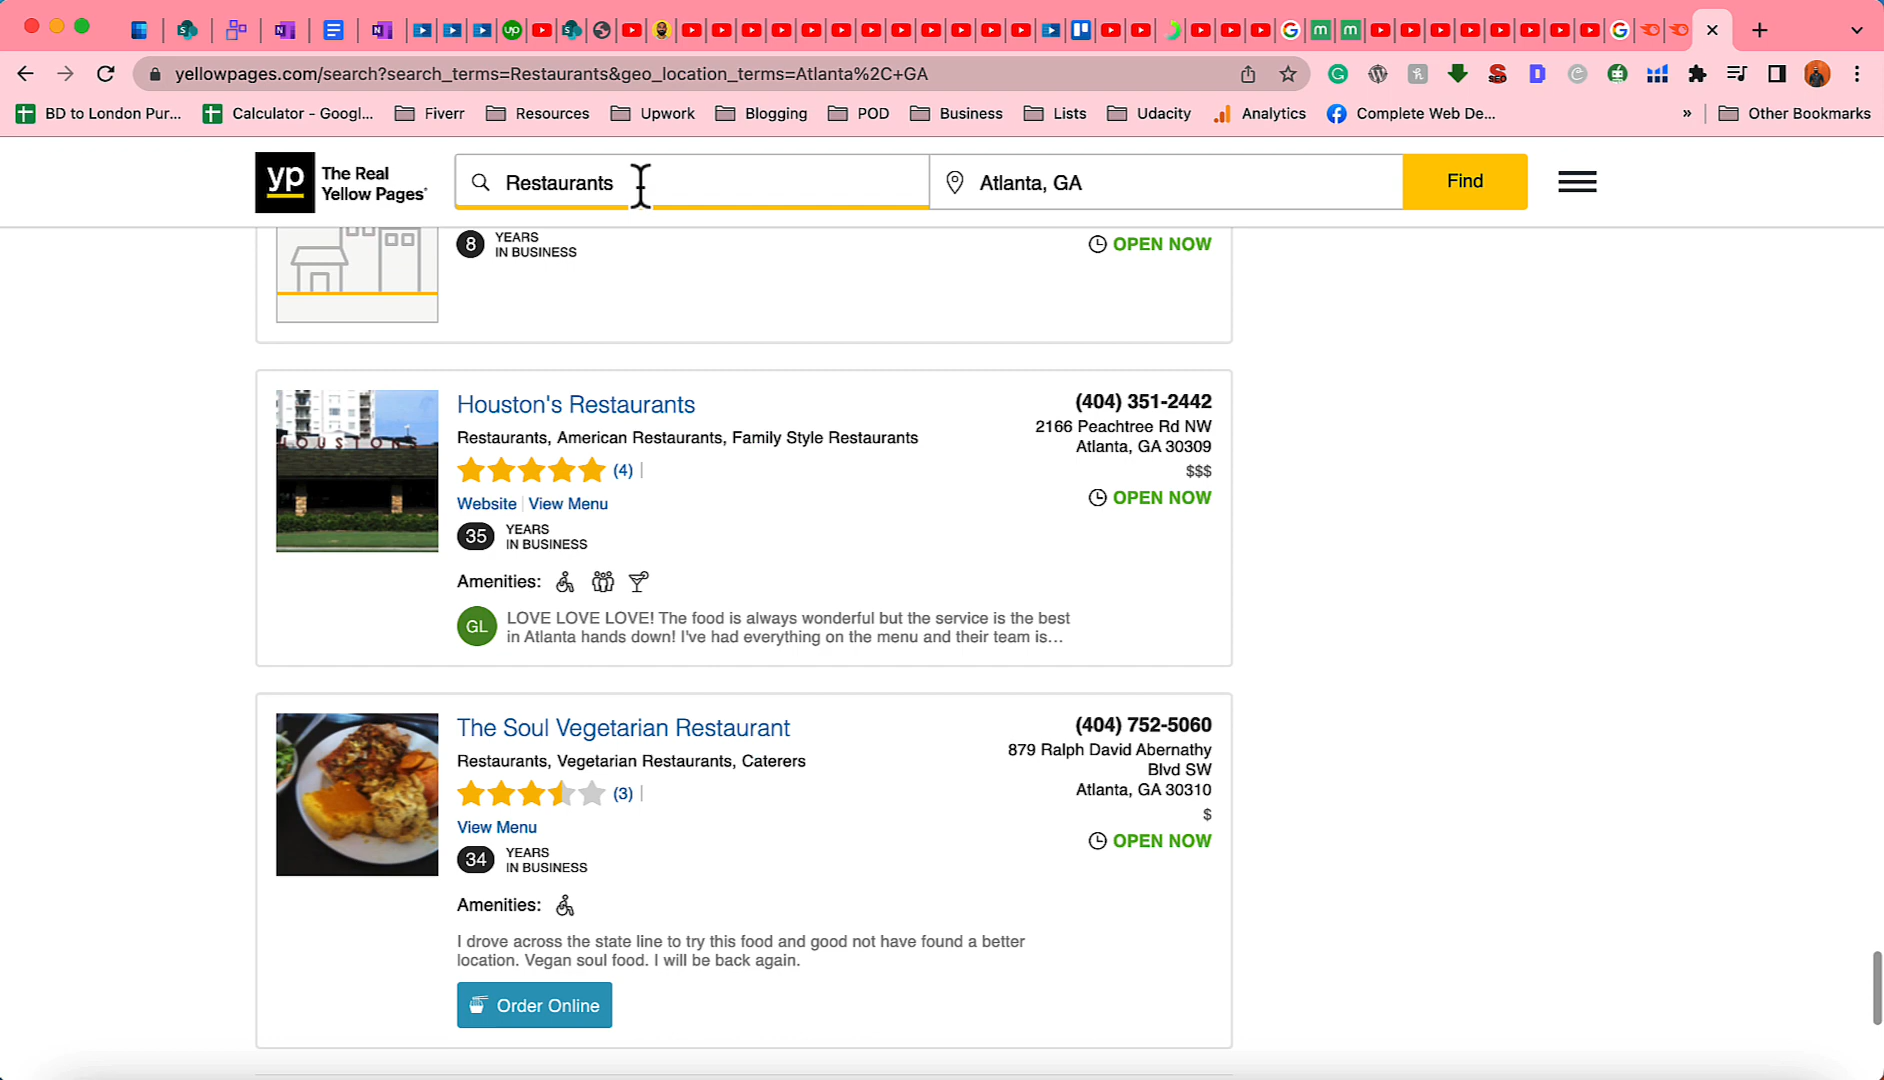 yellowpages.com/search?search_terms=Restaurants&geo_location_terms=Atlanta%2C+GA
BD to London Pur... Calculator - Googl... Fiverr Resources Upwork Blogging POD Business Lists Udacity Analytics Complete Web De... » Other Bookmarks
yp The Real Yellow Pages
Restaurants
Atlanta, GA
Find
8 YEARS IN BUSINESS
OPEN NOW
HOUSTON'S
Houston's Restaurants
Restaurants, American Restaurants, Family Style Restaurants
(4)
Website | View Menu
35 YEARS IN BUSINESS
Amenities:
GL
LOVE LOVE LOVE! The food is always wonderful but the service is the best
in Atlanta hands down! I've had everything on the menu and their team is...
(404) 351-2442
2166 Peachtree Rd NW
Atlanta, GA 30309
$$$
OPEN NOW
The Soul Vegetarian Restaurant
Restaurants, Vegetarian Restaurants, Caterers
(3)
View Menu
34 YEARS IN BUSINESS
Amenities:
I drove across the state line to try this food and good not have found a better
location. Vegan soul food. I will be back again.
Order Online
(404) 752-5060
879 Ralph David Abernathy
Blvd SW
Atlanta, GA 30310
$
OPEN NOW